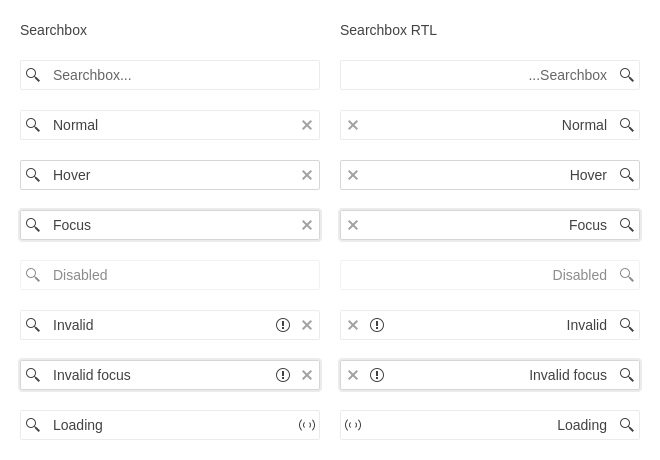 Searchbox
Searchbox...
Normal
Hover
Focus
Disabled
Invalid
Invalid focus
Loading
Searchbox RTL
...Searchbox
Normal
Hover
Focus
Disabled
Invalid
Invalid focus
Loading